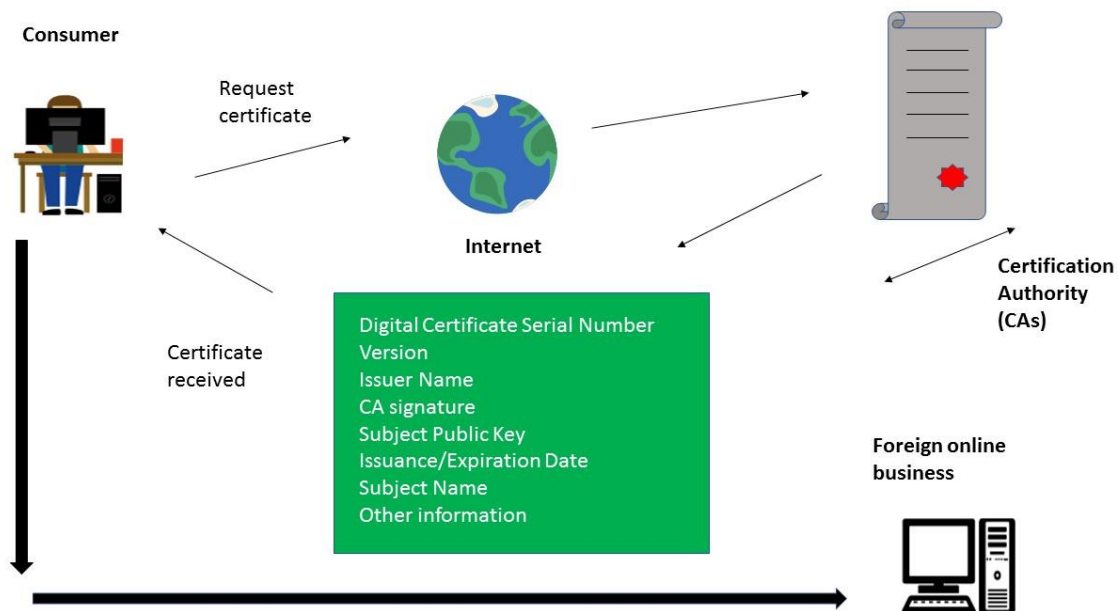 Consumer
Request
certificate
Internet
Certification
Authority
(CAs)
Digital Certificate Serial Number
Version
Issuer Name
CA signature
Subject Public Key
Issuance/Expiration Date
Subject Name
Other information
Certificate
received
Foreign online
business